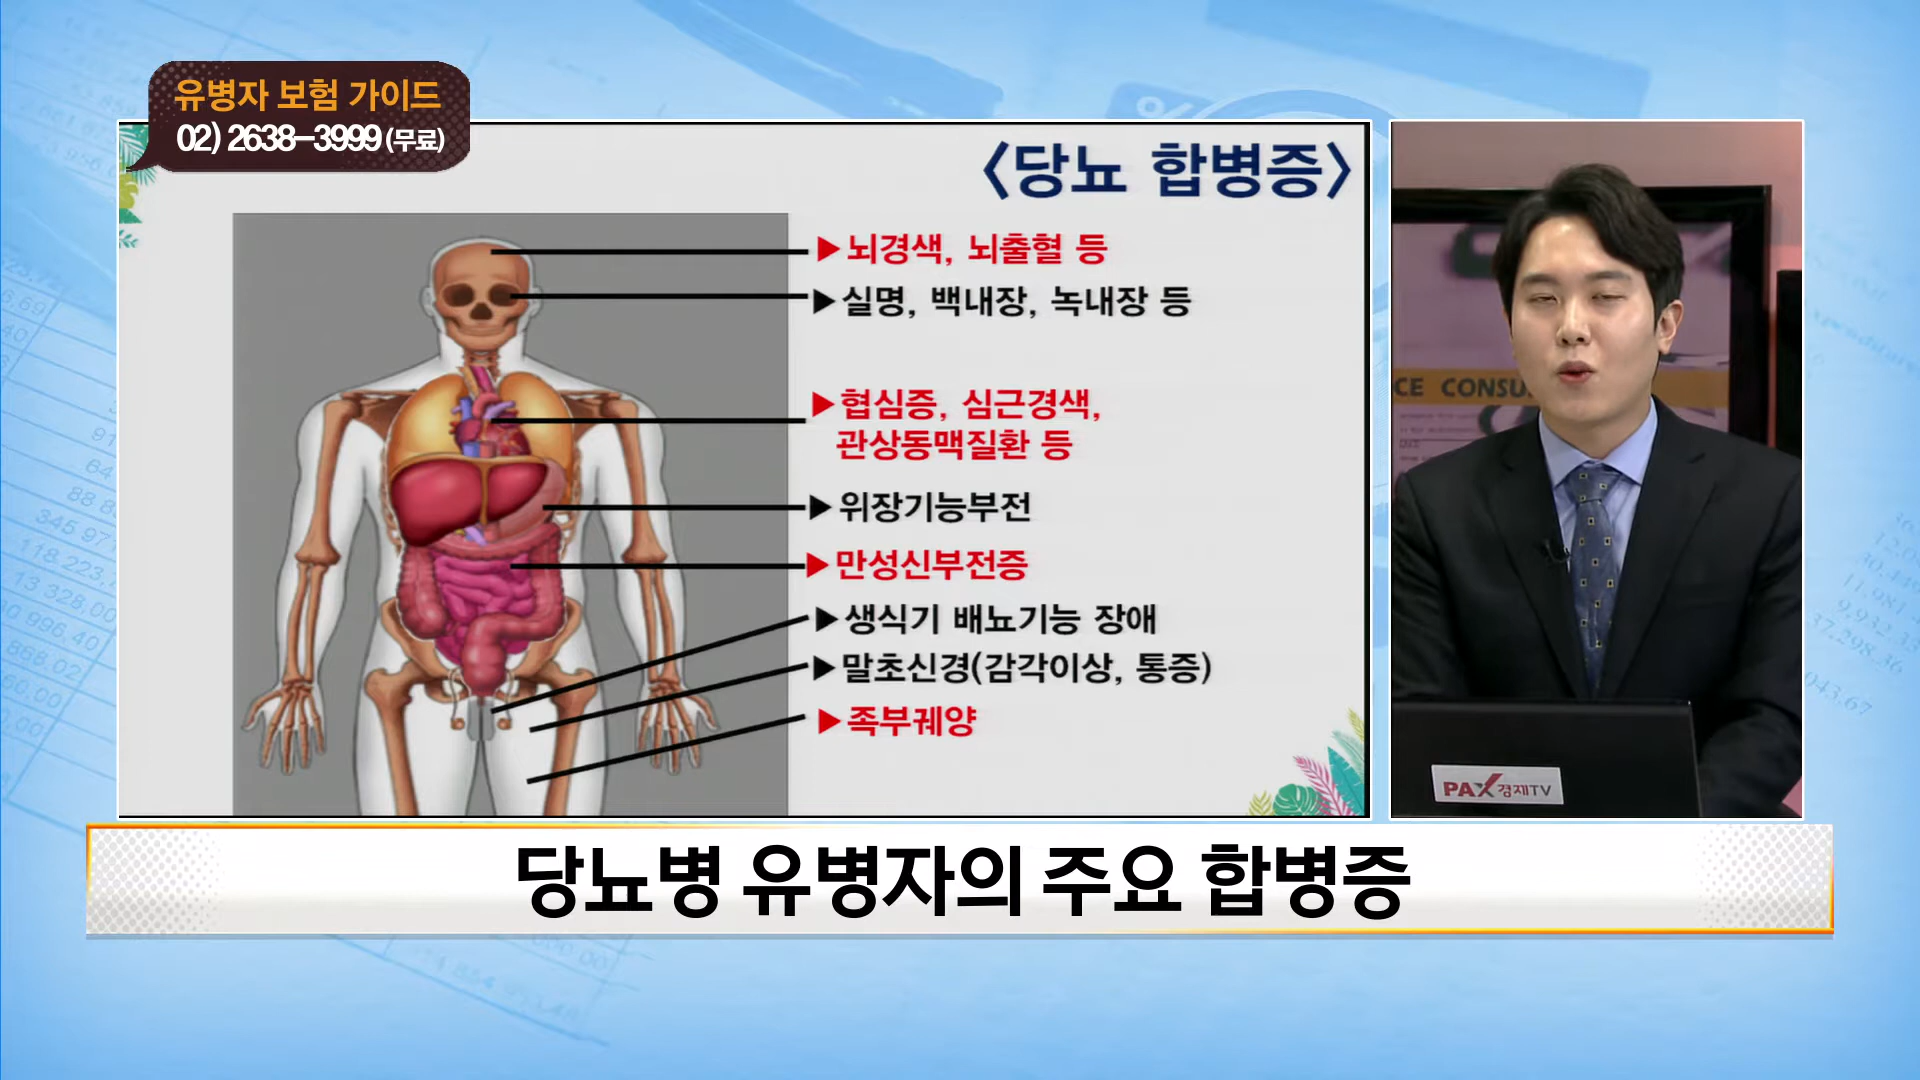 유병자 보험 가이드
02) 2638-3999 (무료)
<당뇨 합병증>
▶뇌경색, 뇌출혈 등
▶실명, 백내장, 녹내장 등
▶협심증, 심근경색,
관상동맥질환 등
▶위장기능부전
▶만성신부전증
▶생식기 배뇨기능 장애
▶말초신경(감각이상, 통증)
▶족부궤양
CE CONSU
PAX경제TV
당뇨병 유병자의 주요 합병증